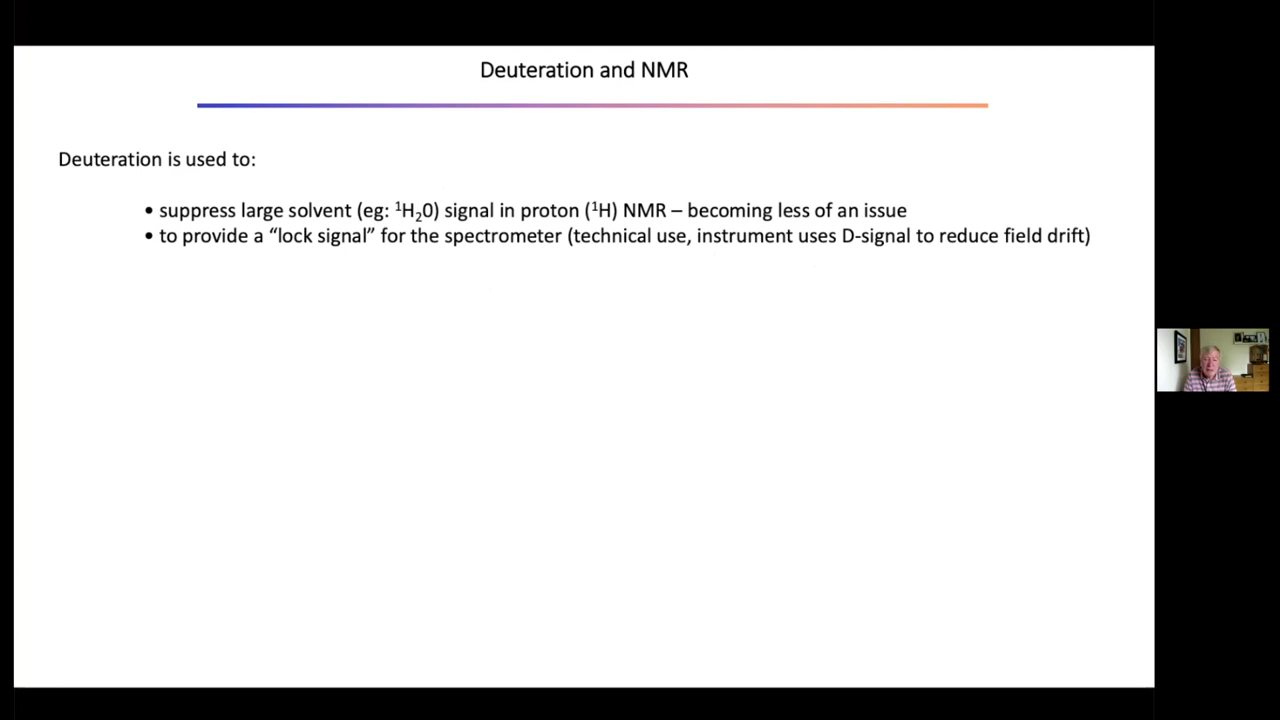 Deuteration and NMR
Deuteration is used to:
• suppress large solvent (eg: ¹H₂0) signal in proton (¹H) NMR – becoming less of an issue
• to provide a “lock signal” for the spectrometer (technical use, instrument uses D-signal to reduce field drift)